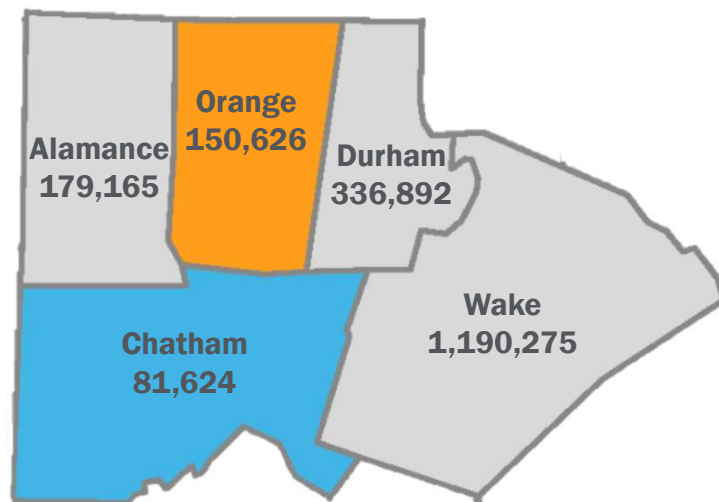 Orange
150,626
Alamance
179,165
Durham
336,892
Wake
1,190,275
Chatham
81,624